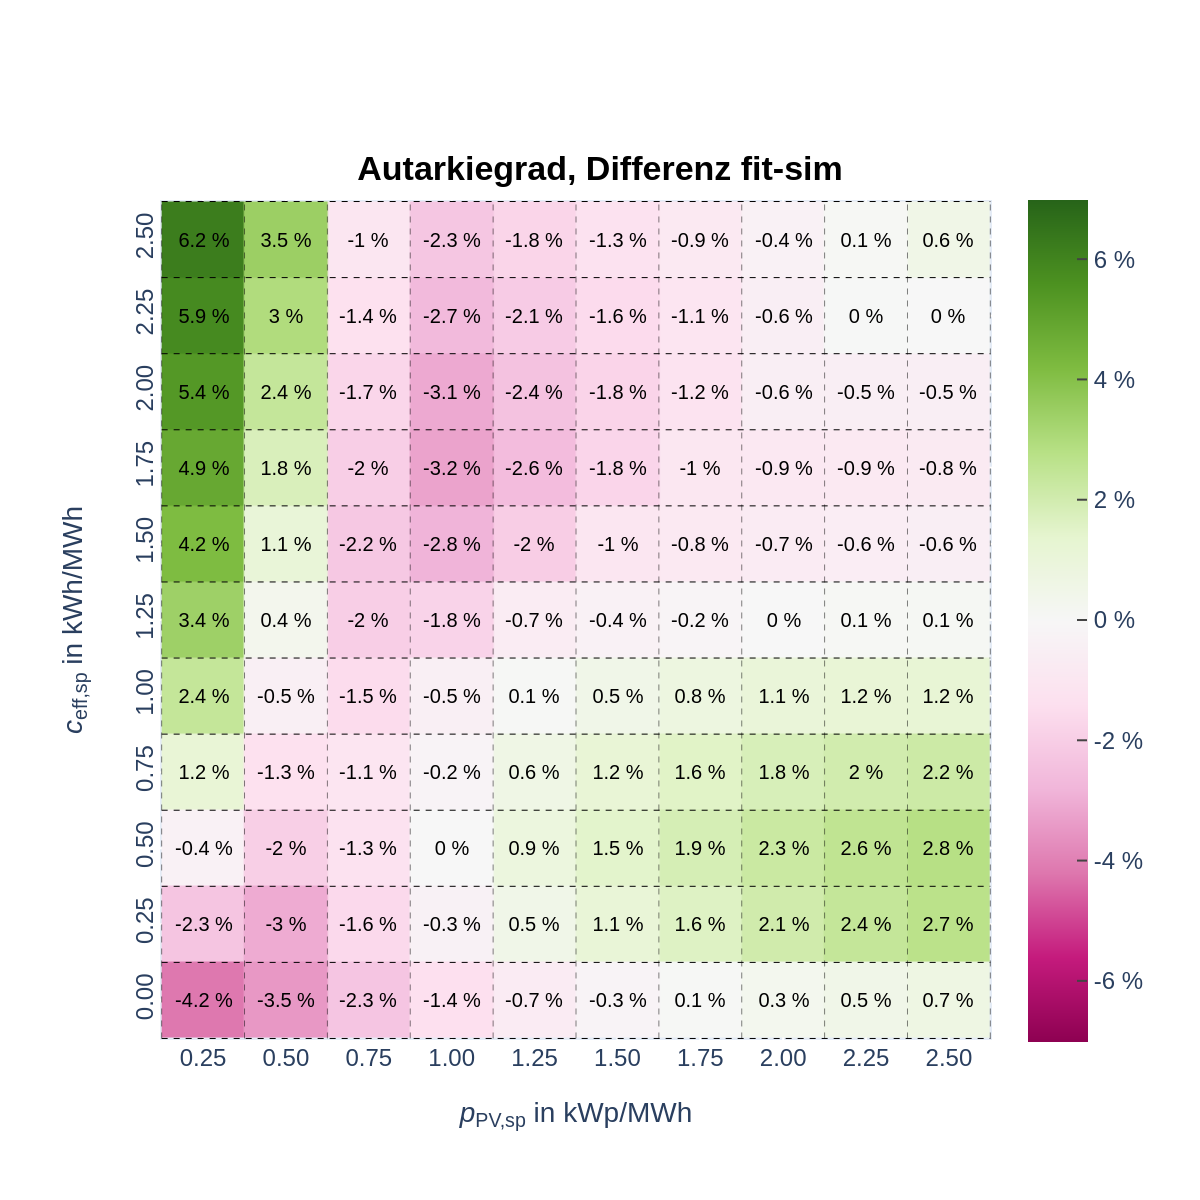 Autarkiegrad, Differenz fit-sim
2.50 6.2 % 3.5 % -1 % -2.3 % -1.8 % -1.3 % -0.9 % -0.4 % 0.1 % 0.6 %
2.25 5.9 % 3 % -1.4 % -2.7 % -2.1 % -1.6 % -1.1 % -0.6 % 0 % 0 %
2.00 5.4 % 2.4 % -1.7 % -3.1 % -2.4 % -1.8 % -1.2 % -0.6 % -0.5 % -0.5 %
1.75 4.9 % 1.8 % -2 % -3.2 % -2.6 % -1.8 % -1 % -0.9 % -0.9 % -0.8 %
1.50 4.2 % 1.1 % -2.2 % -2.8 % -2 % -1 % -0.8 % -0.7 % -0.6 % -0.6 %
1.25 3.4 % 0.4 % -2 % -1.8 % -0.7 % -0.4 % -0.2 % 0 % 0.1 % 0.1 %
1.00 2.4 % -0.5 % -1.5 % -0.5 % 0.1 % 0.5 % 0.8 % 1.1 % 1.2 % 1.2 %
0.75 1.2 % -1.3 % -1.1 % -0.2 % 0.6 % 1.2 % 1.6 % 1.8 % 2 % 2.2 %
0.50 -0.4 % -2 % -1.3 % 0 % 0.9 % 1.5 % 1.9 % 2.3 % 2.6 % 2.8 %
0.25 -2.3 % -3 % -1.6 % -0.3 % 0.5 % 1.1 % 1.6 % 2.1 % 2.4 % 2.7 %
0.00 -4.2 % -3.5 % -2.3 % -1.4 % -0.7 % -0.3 % 0.1 % 0.3 % 0.5 % 0.7 %
0.25 0.50 0.75 1.00 1.25 1.50 1.75 2.00 2.25 2.50
pPV,sp in kWp/MWh
ceff,sp in kWh/MWh
6 %
4 %
2 %
0 %
-2 %
-4 %
-6 %